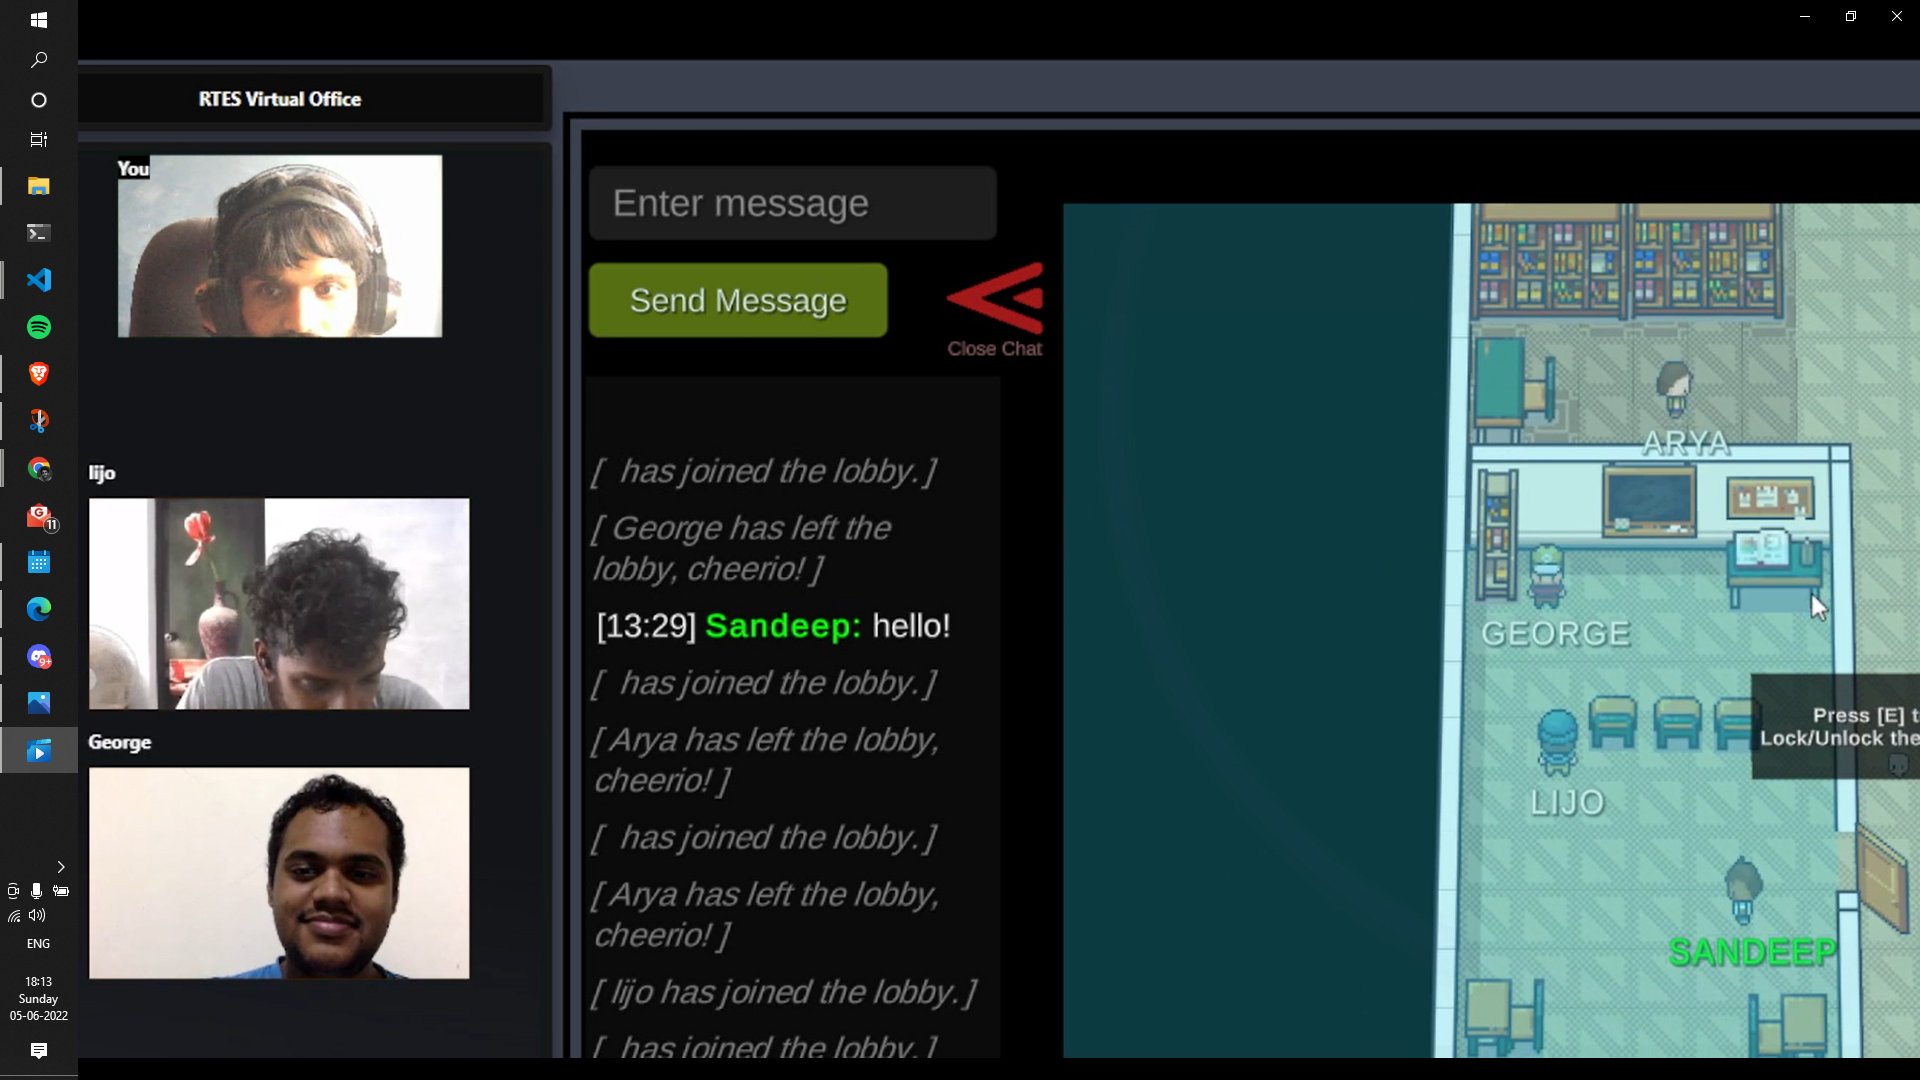 RTES Virtual Office
You
lijo
George
Enter message
Send Message
Close Chat
[  has joined the lobby.]
[ George has left the
lobby, cheerio! ]
[13:29] Sandeep: hello!
[  has joined the lobby.]
[ Arya has left the lobby,
cheerio! ]
[  has joined the lobby.]
[ Arya has left the lobby,
cheerio! ]
[ lijo has joined the lobby. ]
[  has joined the lobby.]
ARYA
GEORGE
Press [E] t
Lock/Unlock the
LIJO
SANDEEP
11
9+
ENG
18:13
Sunday
05-06-2022